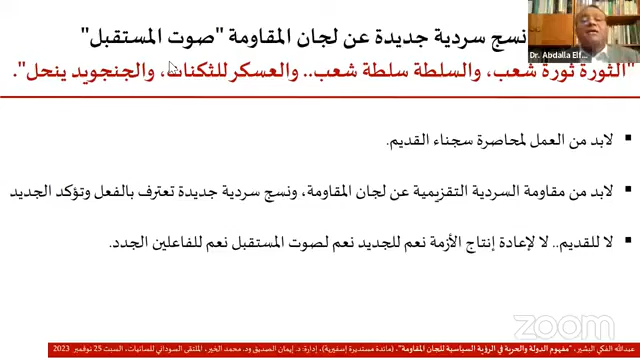 نسج سردية جديدة عن لجان المقاومة "صوت المستقبل"
"الثورة ثورة شعب، والسلطة سلطة شعب.. والعسكر للثكنات، والجنجويد ينحل".
Dr. Abdalla Elf
▪ لابد من العمل لمحاصرة سجناء القديم.
▪ لابد من مقاومة السردية التقزيمية عن لجان المقاومة، ونسج سردية جديدة تعترف بالفعل وتؤكد الجديد
▪ لا للقديم.. لا لإعادة إنتاج الأزمة نعم للجديد نعم لصوت المستقبل نعم للفاعلين الجدد.
zoom
عبدالله الفكي البشير، "مفهوم الدولة والحرية في الرؤية السياسية للجان المقاومة"، (مائدة مستديرة إسفيرية)، إدارة: د. إيمان الصديق ود. محمد الخير، الملتقى السوداني للسانيات، السبت 25 نوفمبر 2023